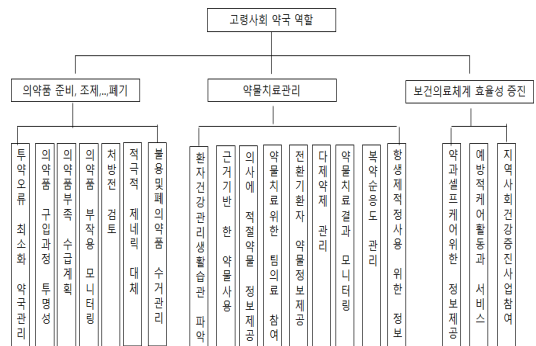 고령사회 약국 역할
의약품 준비, 조제,..,폐기
약물치료관리
보건의료체계 효율성 증진
투약오류 최소화 약국관리
의약품 구입과정 투명성
의약품부족 수급계획
의약품 부작용 모니터링
처방전 검토
적극적 제네릭 대체
불용및폐의약품 수거관리
환자건강관리생활습관 파악
근거기반 한 약물사용
의사에 적절약물 정보제공
약물치료위한 팀의료 참여
전환기환자 약물정보제공
다제약제 관리
약물치료결과 모니터링
복약순응도 관리
항생제적정사용 위한 정보
약과셀프케어위한 정보제공
예방적케어활동과 서비스
지역사회건강증진사업참여